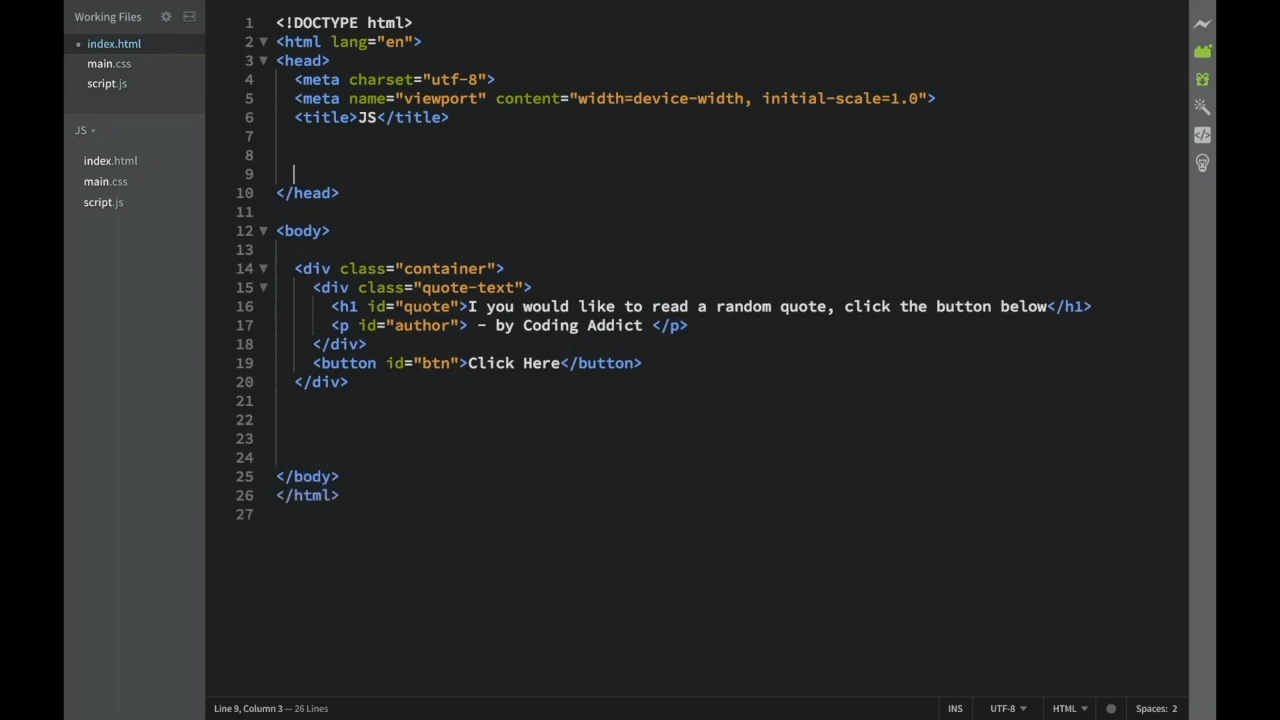 Working Files
index.html
main.css
script.js
JS
index.html
main.css
script.js
1 <!DOCTYPE html>
2 <html lang="en">
3 <head>
4 <meta charset="utf-8">
5 <meta name="viewport" content="width=device-width, initial-scale=1.0">
6 <title>JS</title>
7
8
9
10 </head>
11
12 <body>
13
14 <div class="container">
15 <div class="quote-text">
16 <h1 id="quote">I you would like to read a random quote, click the button below</h1>
17 <p id="author"> - by Coding Addict </p>
18 </div>
19 <button id="btn">Click Here</button>
20 </div>
21
22
23
24
25 </body>
26 </html>
27
Line 9, Column 3 — 26 Lines
INS UTF-8 HTML Spaces: 2